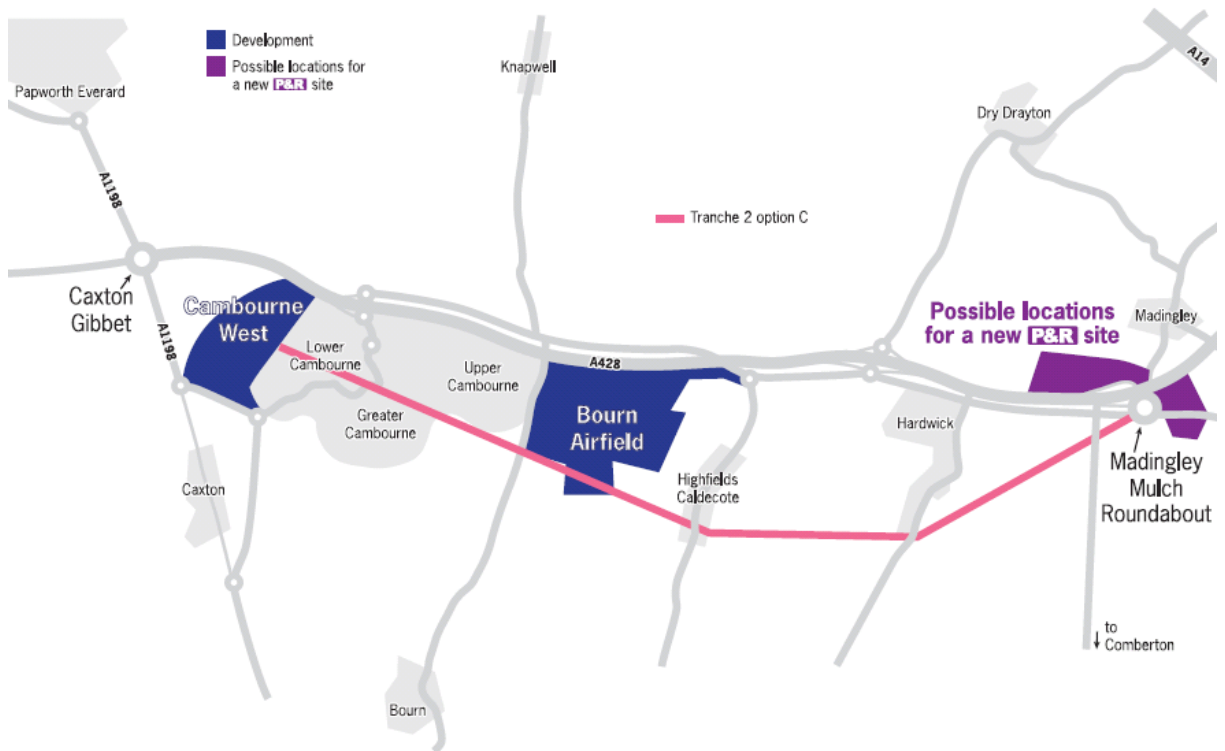 Development
Possible locations for
a new P&R site
Papworth Everard
Knapwell
A14
Dry Drayton
A1198
Tranche 2 option C
Caxton
Gibbet
Cambourne
West
Possible locations
for a new P&R site
Madingley
A1198
Lower
Cambourne
Upper
Cambourne
A428
Greater
Cambourne
Bourn
Airfield
Hardwick
Madingley
Mulch
Roundabout
Caxton
Highfields
Caldecote
to
Comberton
Bourn